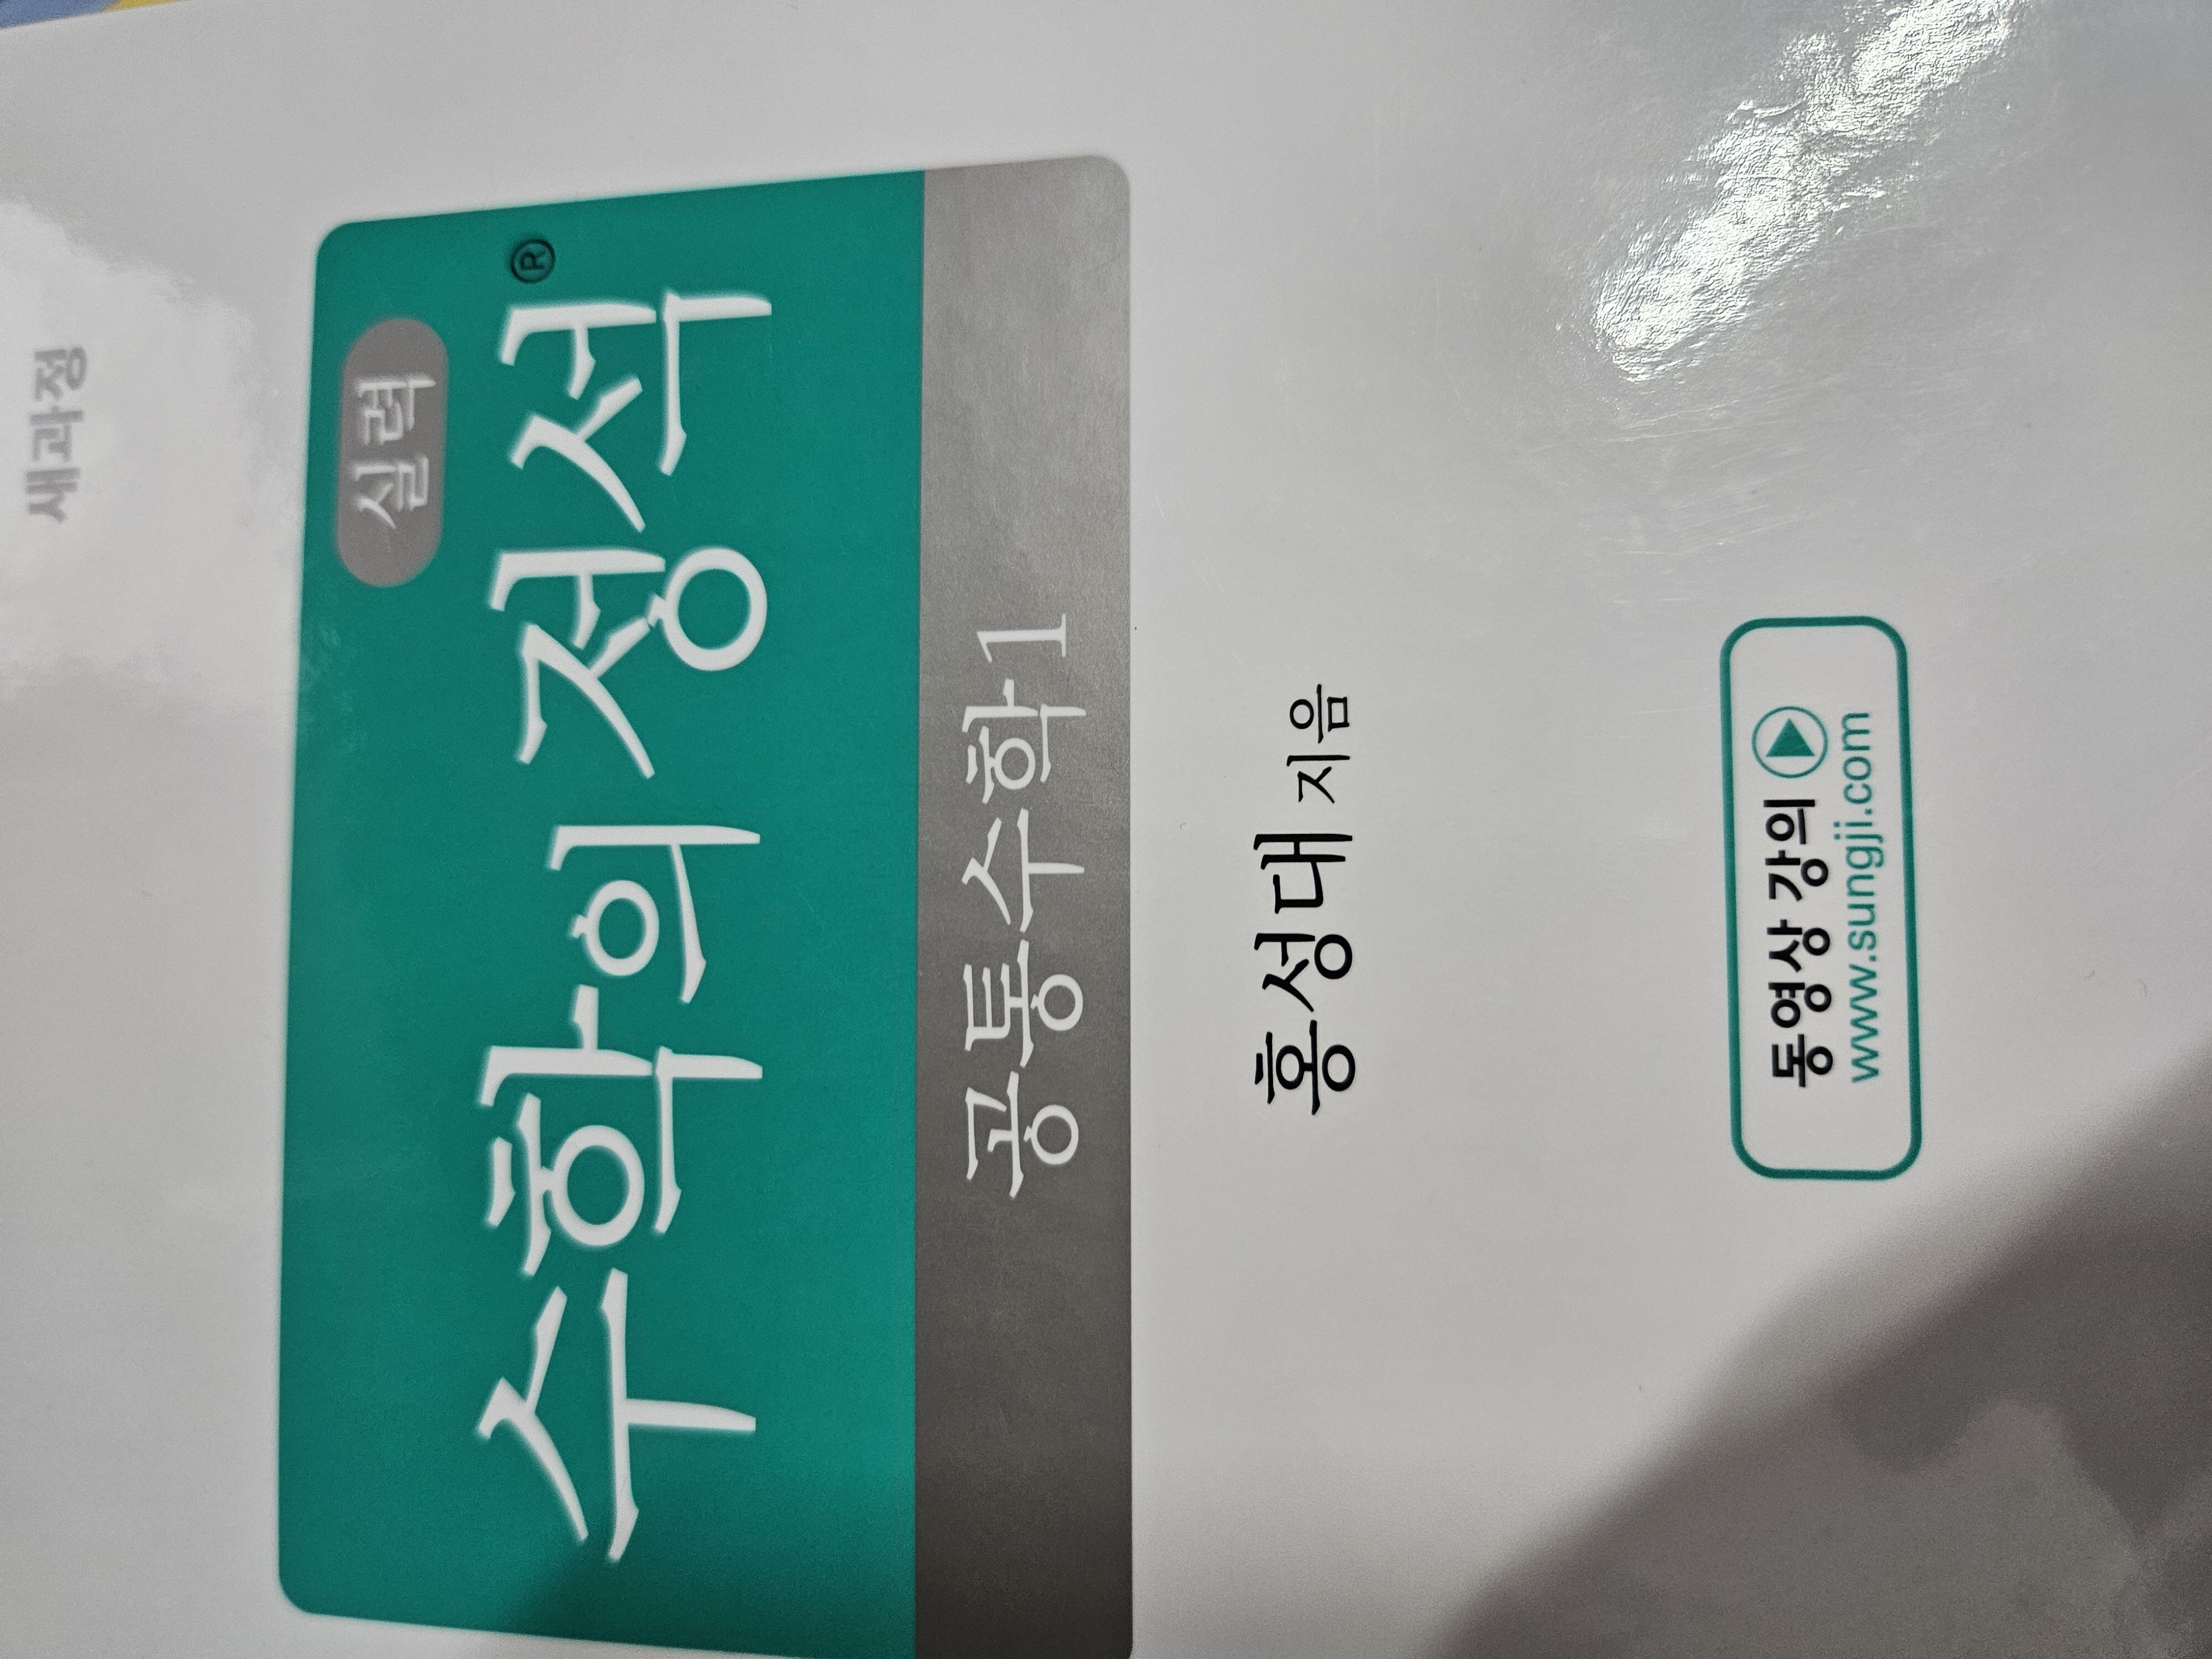 새과정
실력
수학의 정석®
공통수학1
홍성대 지음
동영상 강의
www.sungji.com